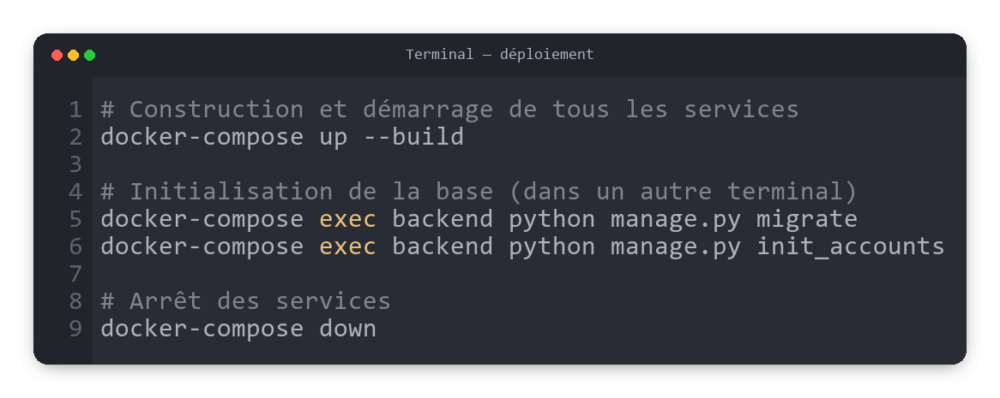 Terminal — déploiement
1 # Construction et démarrage de tous les services
2 docker-compose up --build
3
4 # Initialisation de la base (dans un autre terminal)
5 docker-compose exec backend python manage.py migrate
6 docker-compose exec backend python manage.py init_accounts
7
8 # Arrêt des services
9 docker-compose down